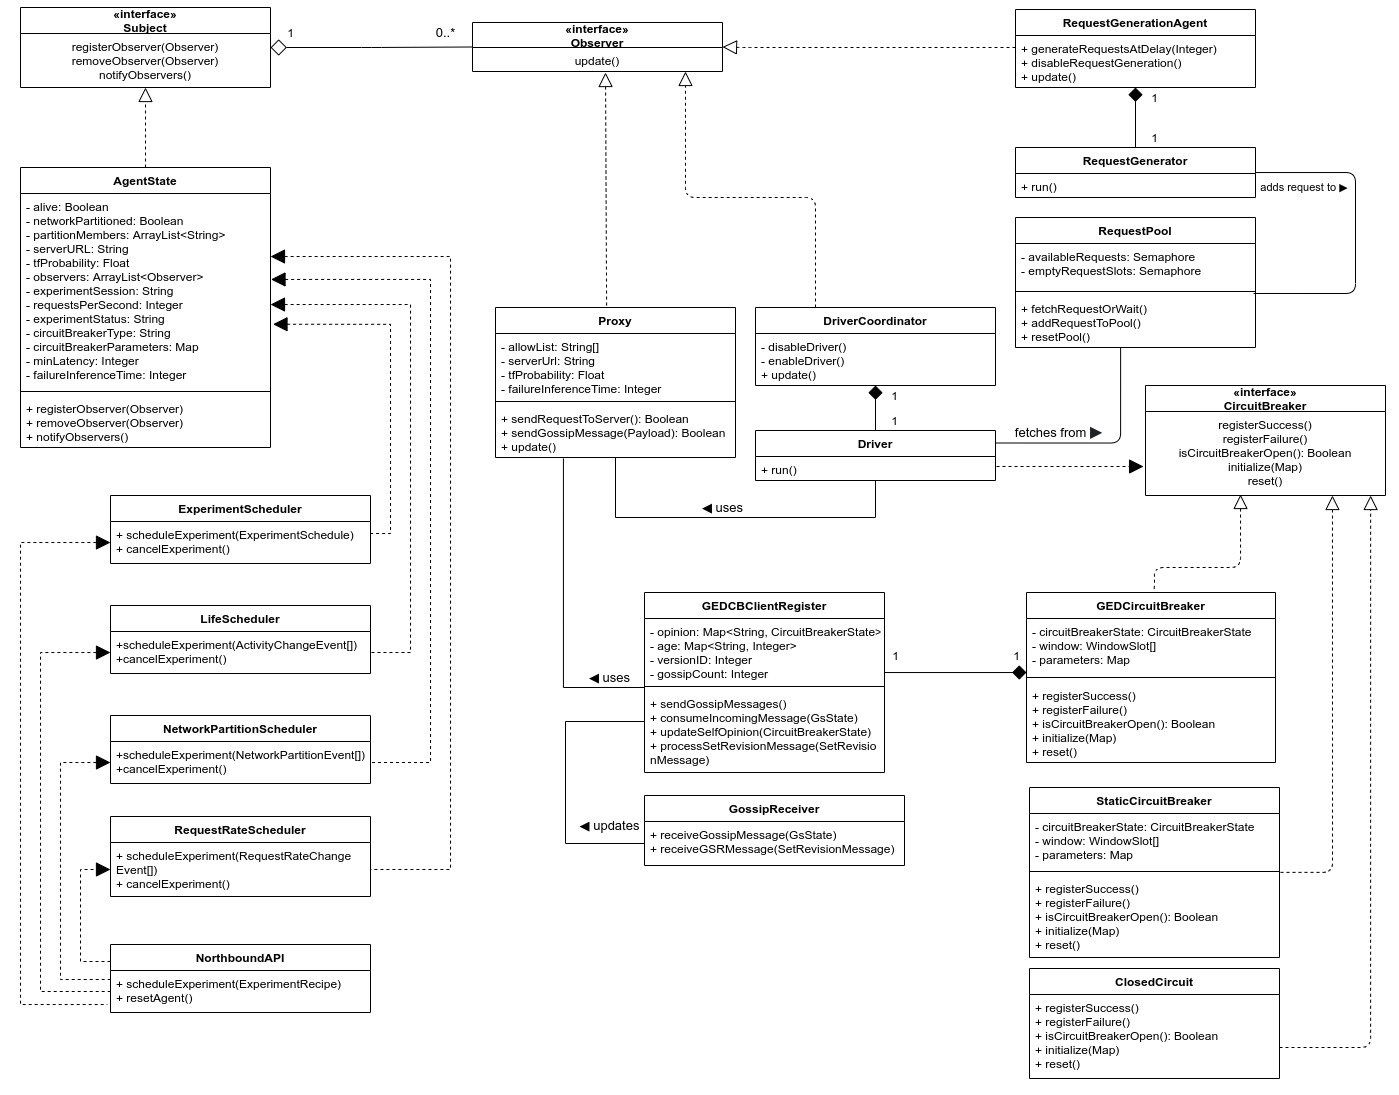 «interface»
Subject
registerObserver(Observer)
removeObserver(Observer)
notifyObservers()
1
0..*
«interface»
Observer
update()
RequestGenerationAgent
+ generateRequestsAtDelay(Integer)
+ disableRequestGeneration()
+ update()
1
1
RequestGenerator
+ run()
adds request to ▶
RequestPool
- availableRequests: Semaphore
- emptyRequestSlots: Semaphore
+ fetchRequestOrWait()
+ addRequestToPool()
+ resetPool()
AgentState
- alive: Boolean
- networkPartitioned: Boolean
- partitionMembers: ArrayList<String>
- serverURL: String
- tfProbability: Float
- observers: ArrayList<Observer>
- experimentSession: String
- requestsPerSecond: Integer
- experimentStatus: String
- circuitBreakerType: String
- circuitBreakerParameters: Map
- minLatency: Integer
- failureInferenceTime: Integer
+ registerObserver(Observer)
+ removeObserver(Observer)
+ notifyObservers()
Proxy
- allowList: String[]
- serverUrl: String
- tfProbability: Float
- failureInferenceTime: Integer
+ sendRequestToServer(): Boolean
+ sendGossipMessage(Payload): Boolean
+ update()
DriverCoordinator
- disableDriver()
- enableDriver()
+ update()
1
1
Driver
+ run()
fetches from ▶
◀ uses
«interface»
CircuitBreaker
registerSuccess()
registerFailure()
isCircuitBreakerOpen(): Boolean
initialize(Map)
reset()
ExperimentScheduler
+ scheduleExperiment(ExperimentSchedule)
+ cancelExperiment()
LifeScheduler
+scheduleExperiment(ActivityChangeEvent[])
+cancelExperiment()
NetworkPartitionScheduler
+scheduleExperiment(NetworkPartitionEvent[])
+cancelExperiment()
RequestRateScheduler
+ scheduleExperiment(RequestRateChange
Event[])
+ cancelExperiment()
NorthboundAPI
+ scheduleExperiment(ExperimentRecipe)
+ resetAgent()
GEDCBClientRegister
- opinion: Map<String, CircuitBreakerState>
- age: Map<String, Integer>
- versionID: Integer
- gossipCount: Integer
+ sendGossipMessages()
+ consumeIncomingMessage(GsState)
+ updateSelfOpinion(CircuitBreakerState)
+ processSetRevisionMessage(SetRevisio
nMessage)
◀ uses
◀ updates
1
1
GossipReceiver
+ receiveGossipMessage(GsState)
+ receiveGSRMessage(SetRevisionMessage)
GEDCircuitBreaker
- circuitBreakerState: CircuitBreakerState
- window: WindowSlot[]
- parameters: Map
+ registerSuccess()
+ registerFailure()
+ isCircuitBreakerOpen(): Boolean
+ initialize(Map)
+ reset()
StaticCircuitBreaker
- circuitBreakerState: CircuitBreakerState
- window: WindowSlot[]
- parameters: Map
+ registerSuccess()
+ registerFailure()
+ isCircuitBreakerOpen(): Boolean
+ initialize(Map)
+ reset()
ClosedCircuit
+ registerSuccess()
+ registerFailure()
+ isCircuitBreakerOpen(): Boolean
+ initialize(Map)
+ reset()